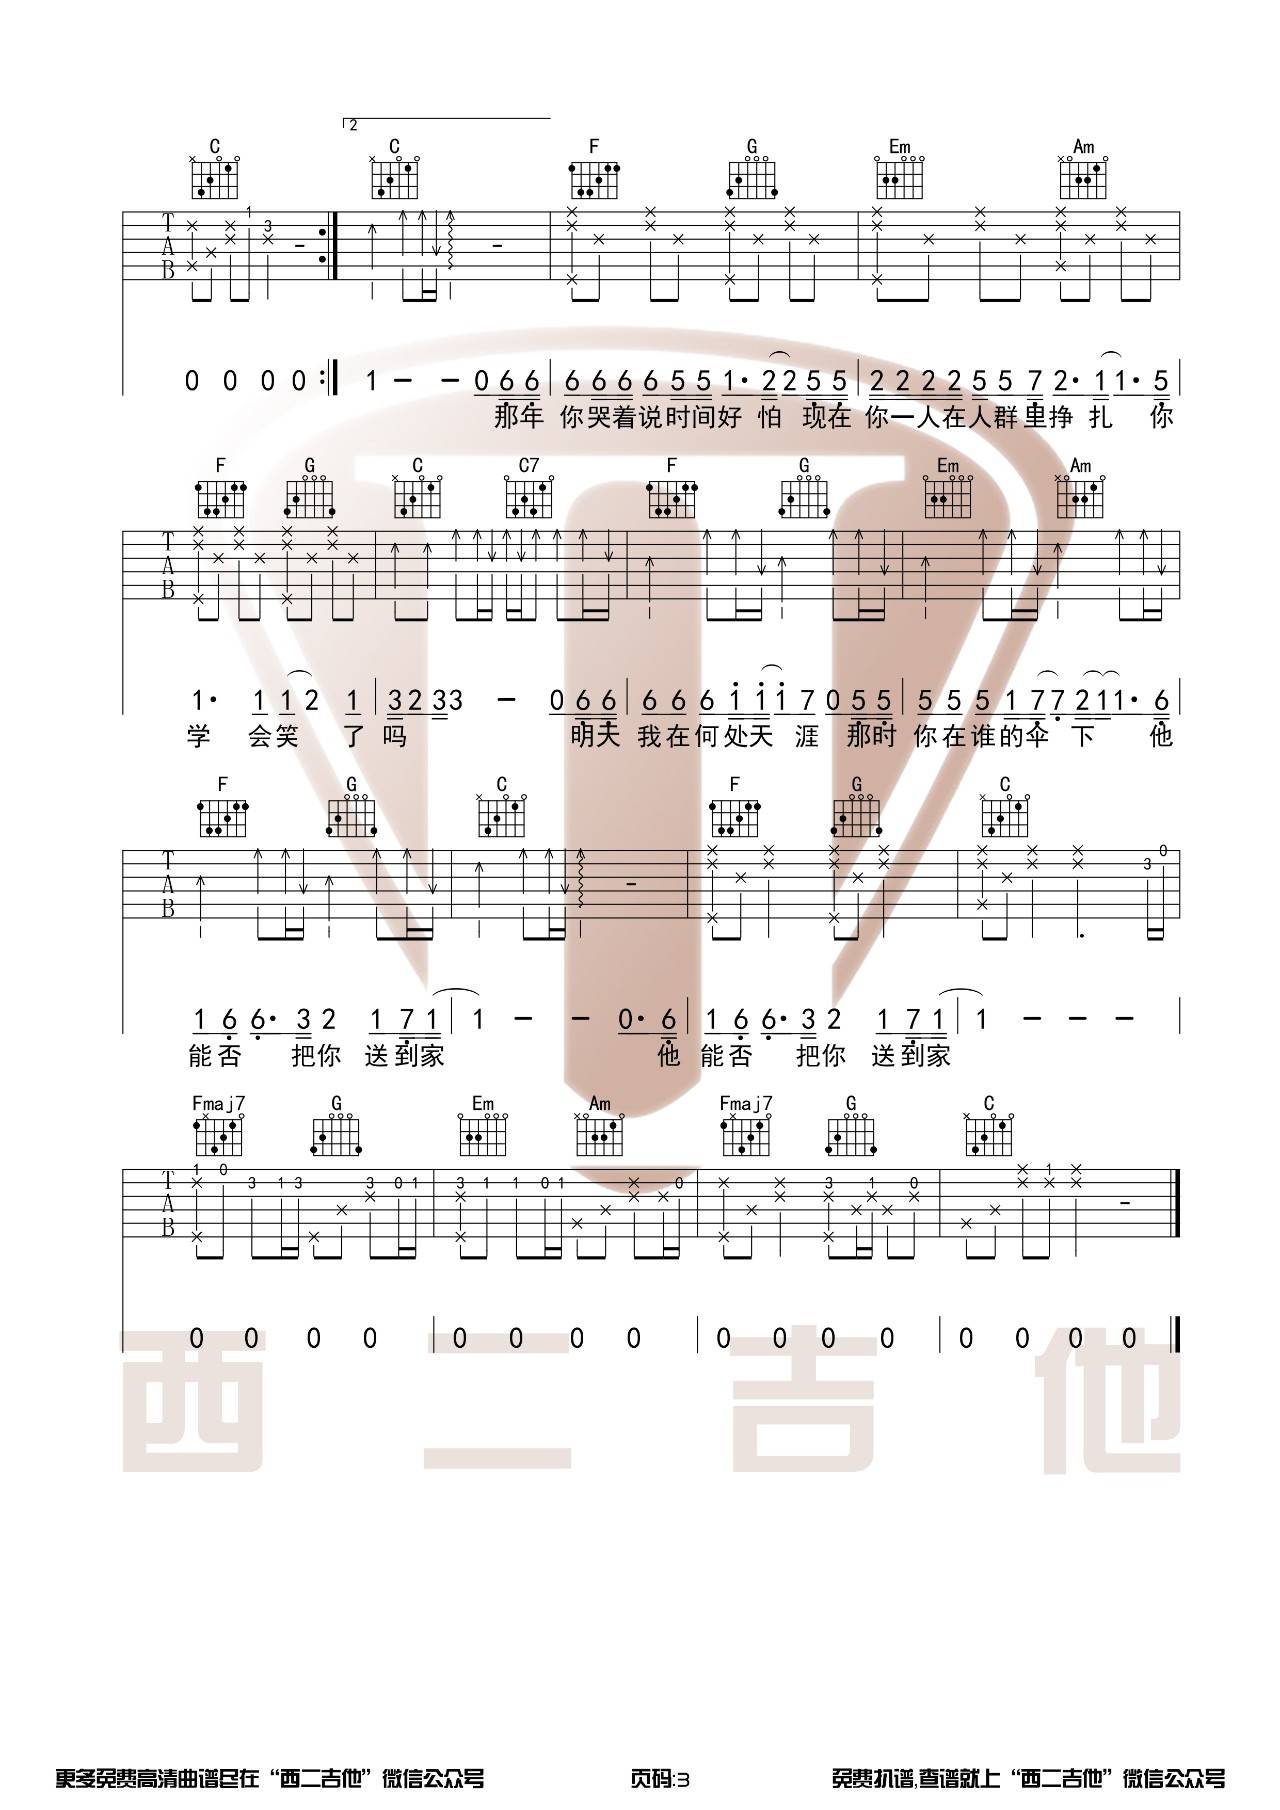 2
C C F G Em Am
1 3
T A B
0 0 0 0 1 - - 0 6 6 6 6 6 6 5 5 1· 2 2 5 5 2 2 2 2 5 5 7 2· 1 1· 5
那年 你哭着说时间好 怕 现在 你一人在人群里挣 扎 你
F G C C7 F G Em Am
T A B
1· 1 1 2 1 3 2 3 3 - 0 6 6 6 6 6 1 1 1 7 0 5 5 5 5 5 1 7 7 2 1 1 1· 6
学 会笑 了 吗 明天 我在何处天 涯 那时 你在谁的伞 下 他
F G C F G C
3 0
T A B
1 6 6· 3 2 1 7 1 1 - - 0· 6 1 6 6· 3 2 1 7 1 1 - - -
能否 把你 送到家 他 能否 把你 送到家
Fmaj7 G Em Am Fmaj7 G C
1 0 3 1 3 3 0 1 3 1 1 0 1 0 3 1 0 1
T A B
0 0 0 0 0 0 0 0 0 0 0 0 0 0 0 0
西二吉他
更多免费高清曲谱尽在“西二吉他”微信公众号 页码:3 免费扒谱,查谱就上“西二吉他”微信公众号